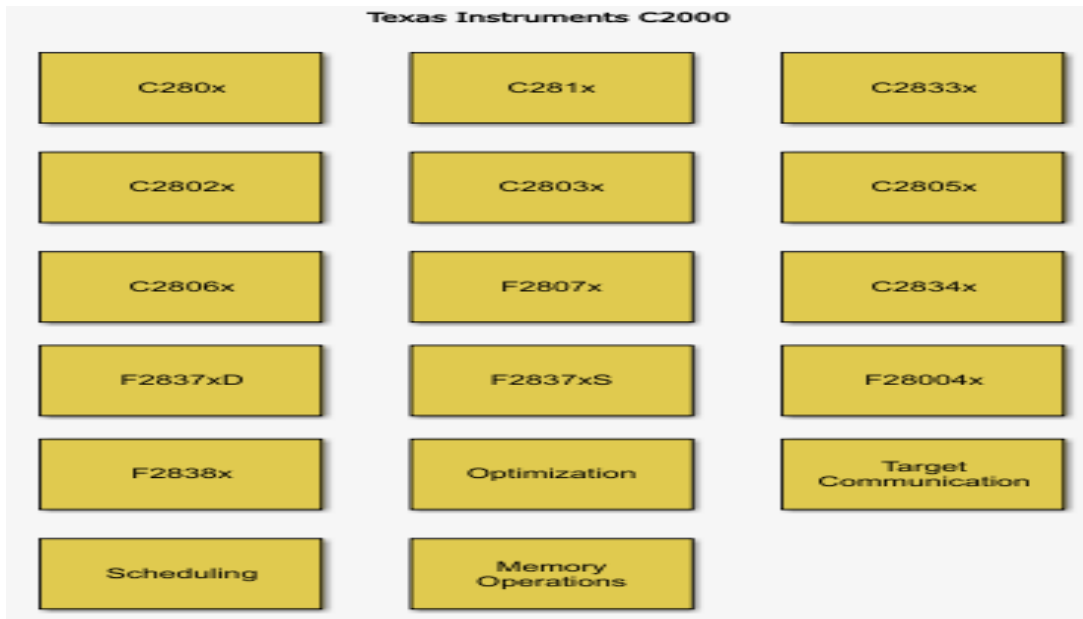 Texas Instruments C2000
C280x
C281x
C2833x
C2802x
C2803x
C2805x
C2806x
F2807x
C2834x
F2837xD
F2837xS
F28004x
F2838x
Optimization
Target
Communication
Scheduling
Memory
Operations